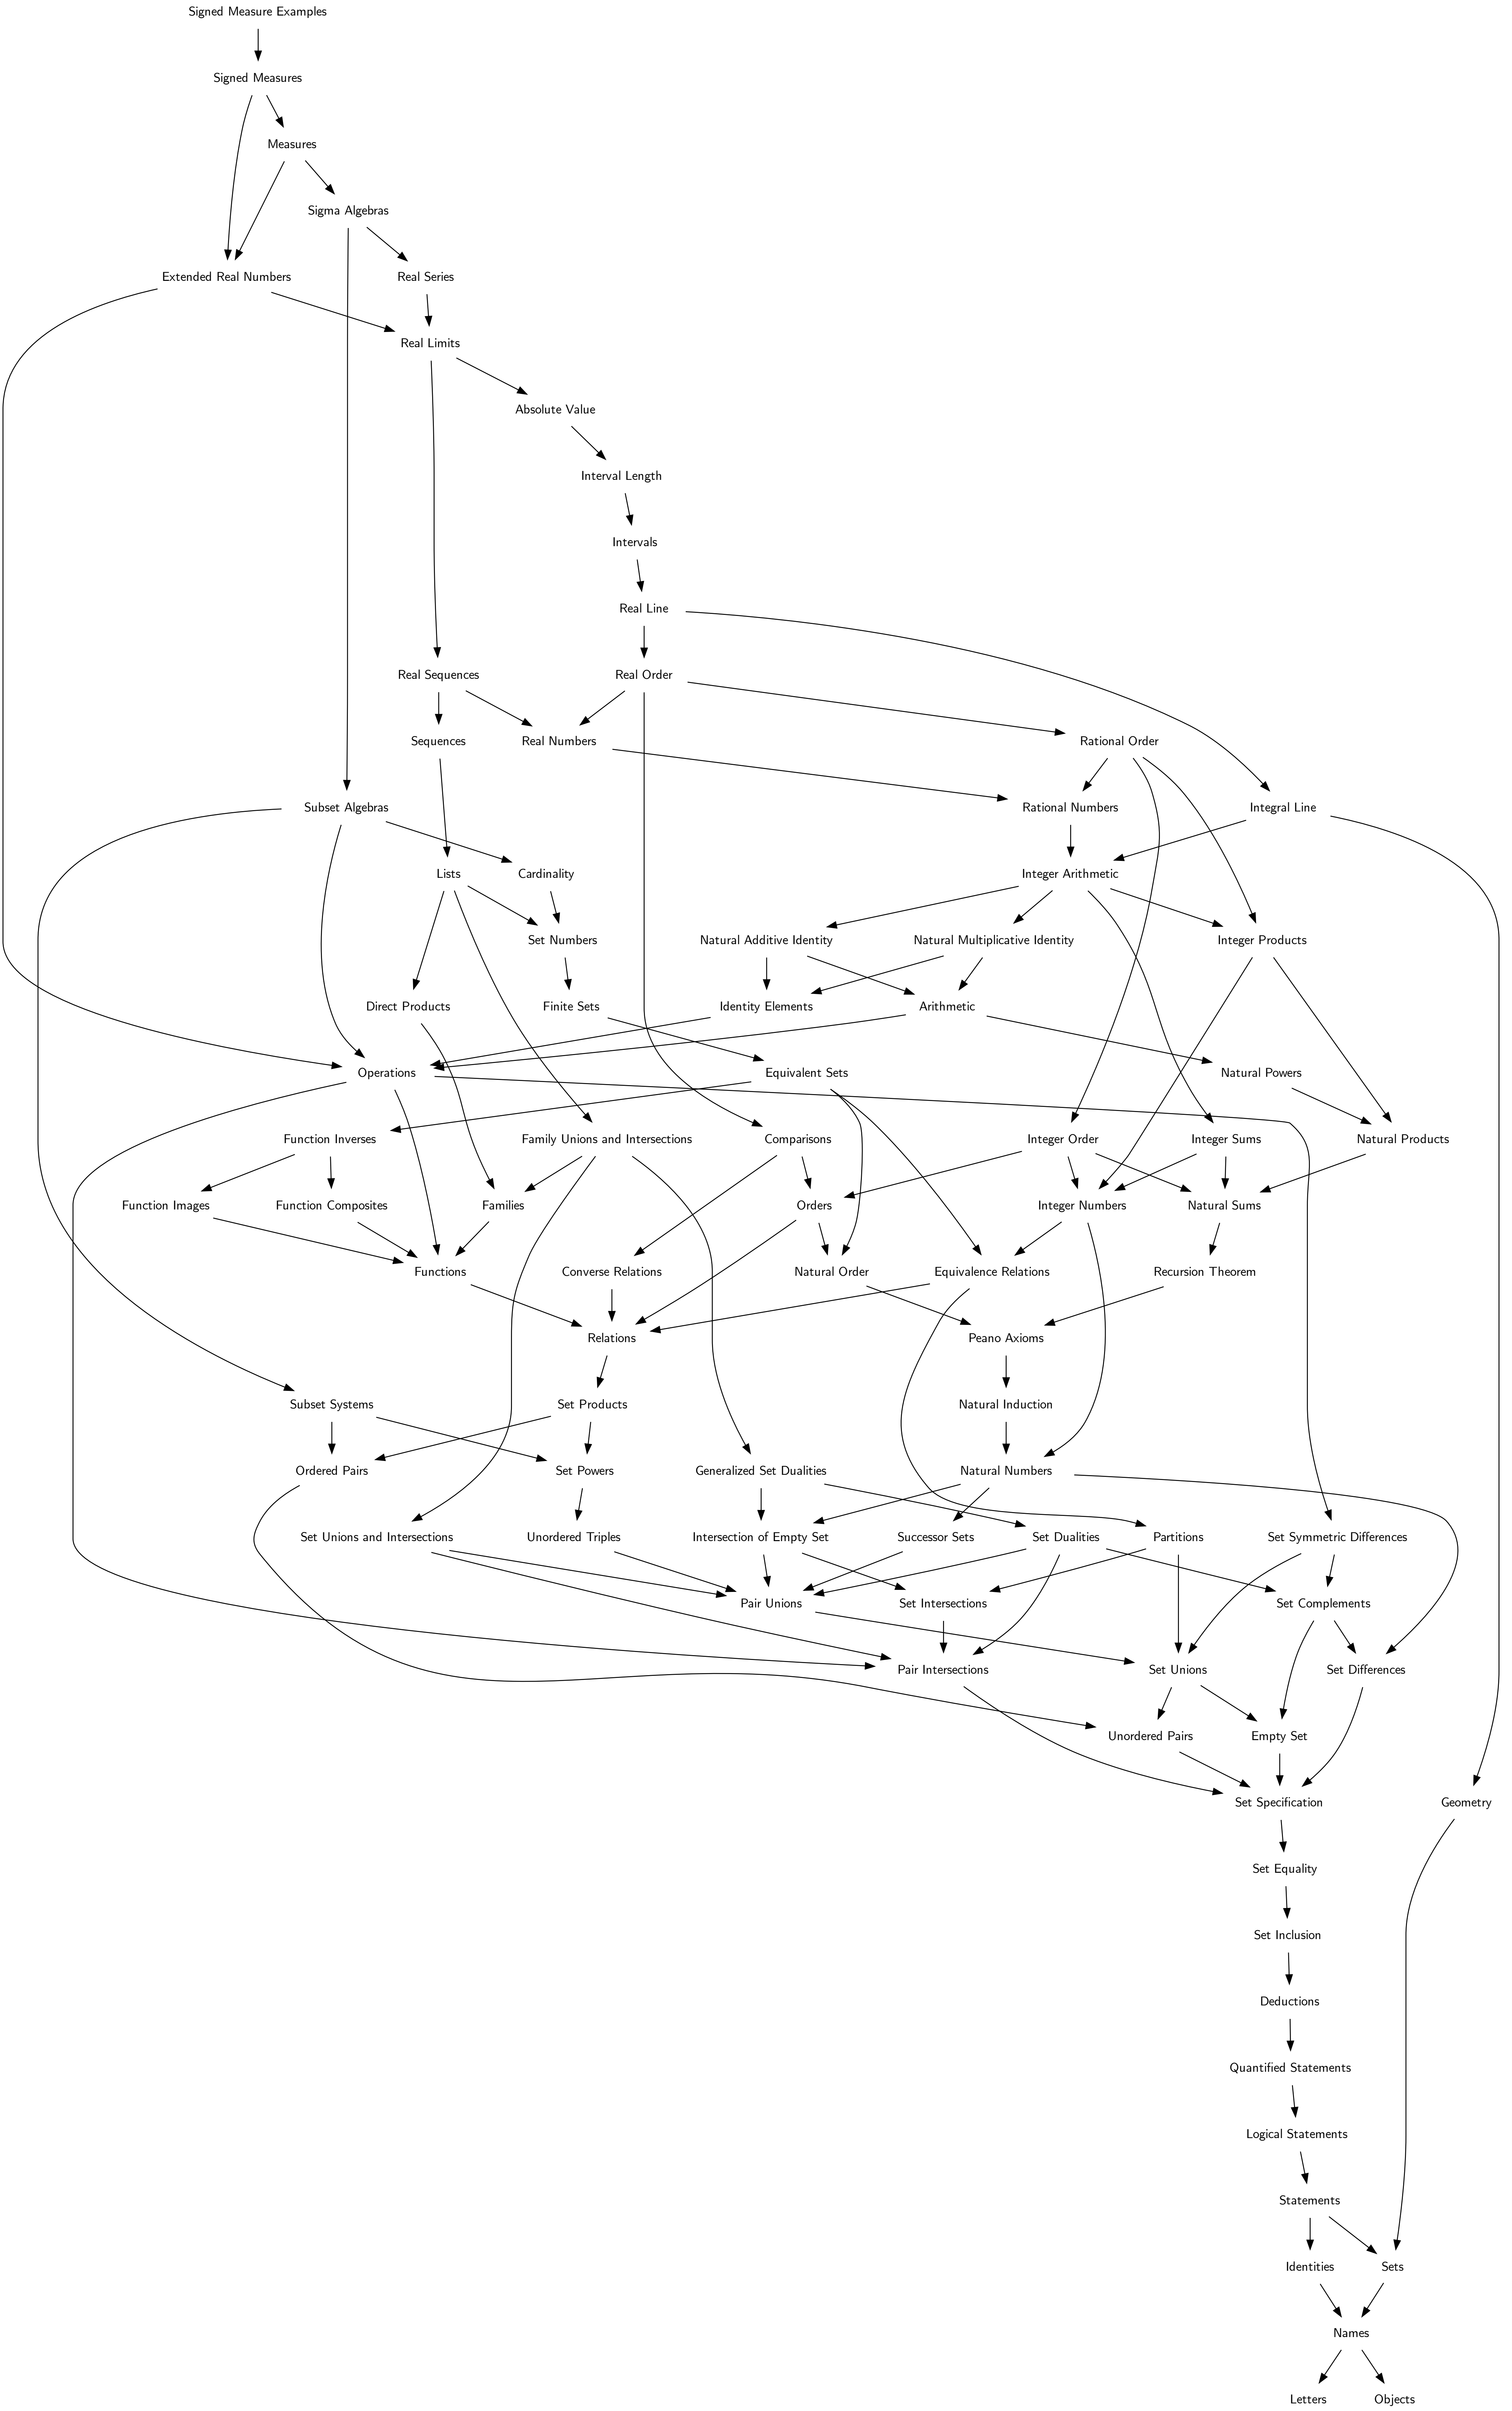 Signed Measure Examples
Signed Measures
Measures
Sigma Algebras
Extended Real Numbers
Real Series
Real Limits
Absolute Value
Interval Length
Intervals
Real Line
Real Sequences
Real Order
Sequences
Real Numbers
Rational Order
Subset Algebras
Rational Numbers
Integral Line
Lists
Cardinality
Integer Arithmetic
Set Numbers
Natural Additive Identity
Natural Multiplicative Identity
Integer Products
Direct Products
Finite Sets
Identity Elements
Arithmetic
Operations
Equivalent Sets
Natural Powers
Function Inverses
Family Unions and Intersections
Comparisons
Integer Order
Integer Sums
Natural Products
Function Images
Function Composites
Families
Orders
Integer Numbers
Natural Sums
Functions
Converse Relations
Natural Order
Equivalence Relations
Recursion Theorem
Relations
Peano Axioms
Subset Systems
Set Products
Natural Induction
Ordered Pairs
Set Powers
Generalized Set Dualities
Natural Numbers
Set Unions and Intersections
Unordered Triples
Intersection of Empty Set
Successor Sets
Set Dualities
Partitions
Set Symmetric Differences
Pair Unions
Set Intersections
Set Complements
Pair Intersections
Set Unions
Set Differences
Unordered Pairs
Empty Set
Set Specification
Geometry
Set Equality
Set Inclusion
Deductions
Quantified Statements
Logical Statements
Statements
Identities
Sets
Names
Letters
Objects